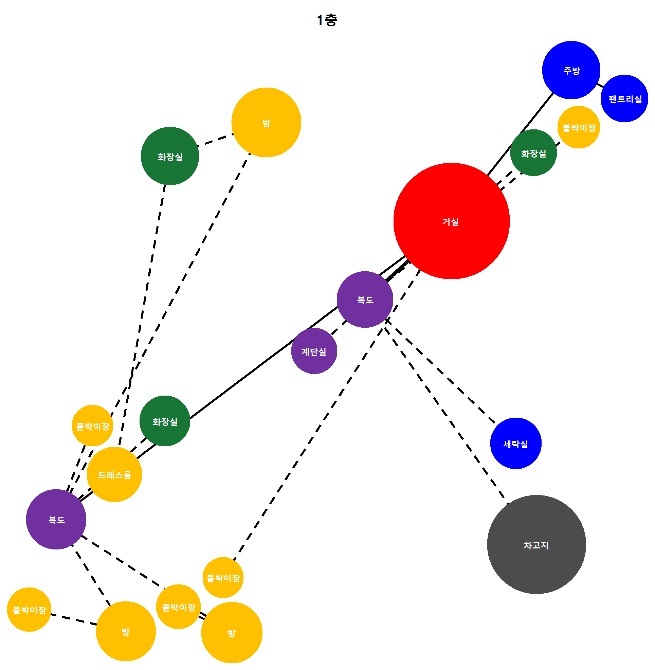 1층
주방
팬트리실
붙박이장
방
화장실
화장실
거실
복도
계단실
붙박이장
화장실
세탁실
드레스룸
복도
차고지
붙박이장
붙박이장
붙박이장
방
방